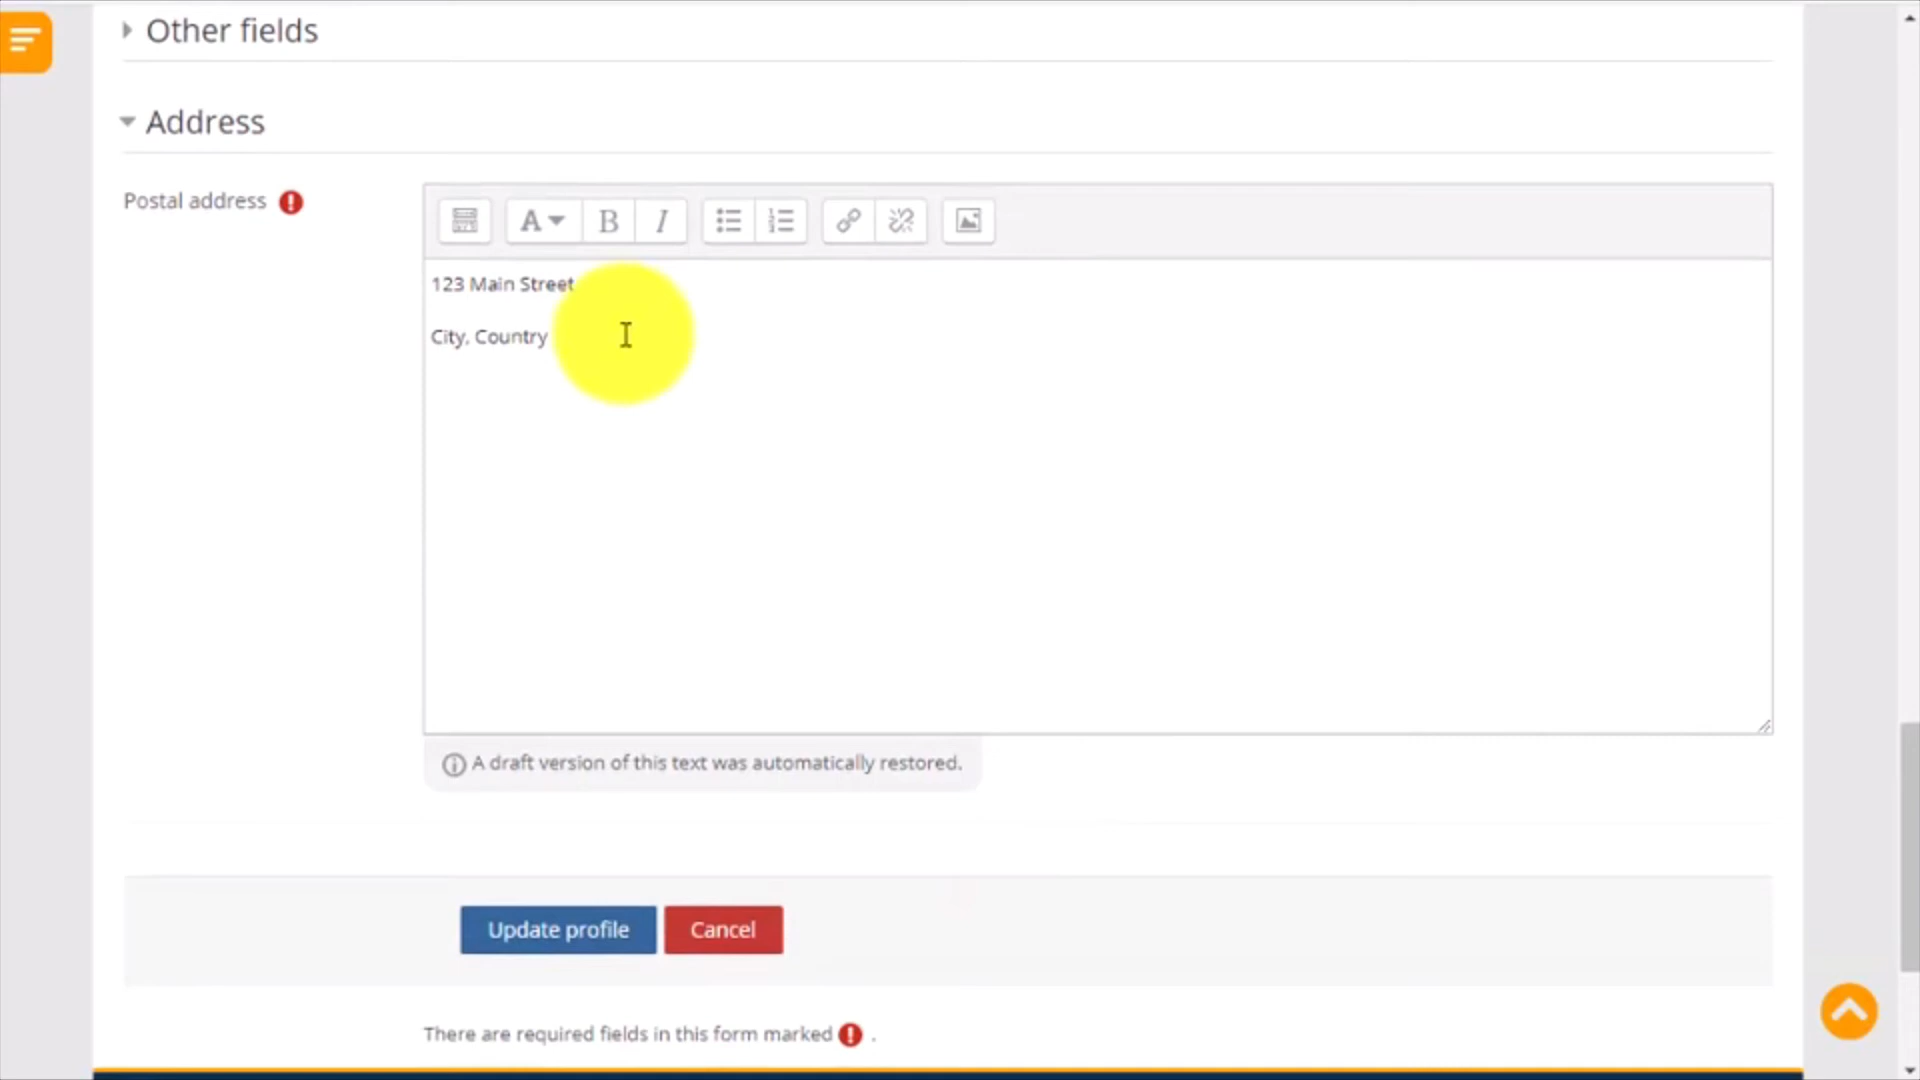 Other fields
Address
Postal address
A B I
123 Main Street
City, Country
A draft version of this text was automatically restored.
Update profile Cancel
There are required fields in this form marked .